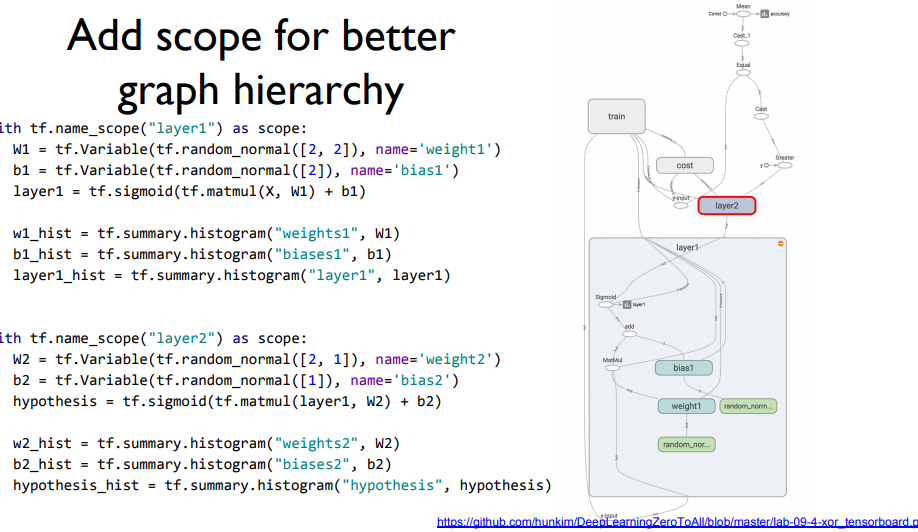 Add scope for better
graph hierarchy
ith tf.name_scope("layer1") as scope:
W1 = tf.Variable(tf.random_normal([2, 2]), name='weight1')
b1 = tf.Variable(tf.random_normal([2]), name='bias1')
layer1 = tf.sigmoid(tf.matmul(X, W1) + b1)
w1_hist = tf.summary.histogram("weights1", W1)
b1_hist = tf.summary.histogram("biases1", b1)
layer1_hist = tf.summary.histogram("layer1", layer1)
ith tf.name_scope("layer2") as scope:
W2 = tf.Variable(tf.random_normal([2, 1]), name='weight2')
b2 = tf.Variable(tf.random_normal([1]), name='bias2')
hypothesis = tf.sigmoid(tf.matmul(layer1, W2) + b2)
w2_hist = tf.summary.histogram("weights2", W2)
b2_hist = tf.summary.histogram("biases2", b2)
hypothesis_hist = tf.summary.histogram("hypothesis", hypothesis)
Mean
Const
accuracy
Cast_1
Equal
train
Cast
Greater
cost
y
y-input
layer2
layer1
Sigmoid
layer1
add
MatMul
bias1
weight1
random_norm...
random_nor...
x-input
https://github.com/hunkim/DeepLearningZeroToAll/blob/master/lab-09-4-xor_tensorboard.p